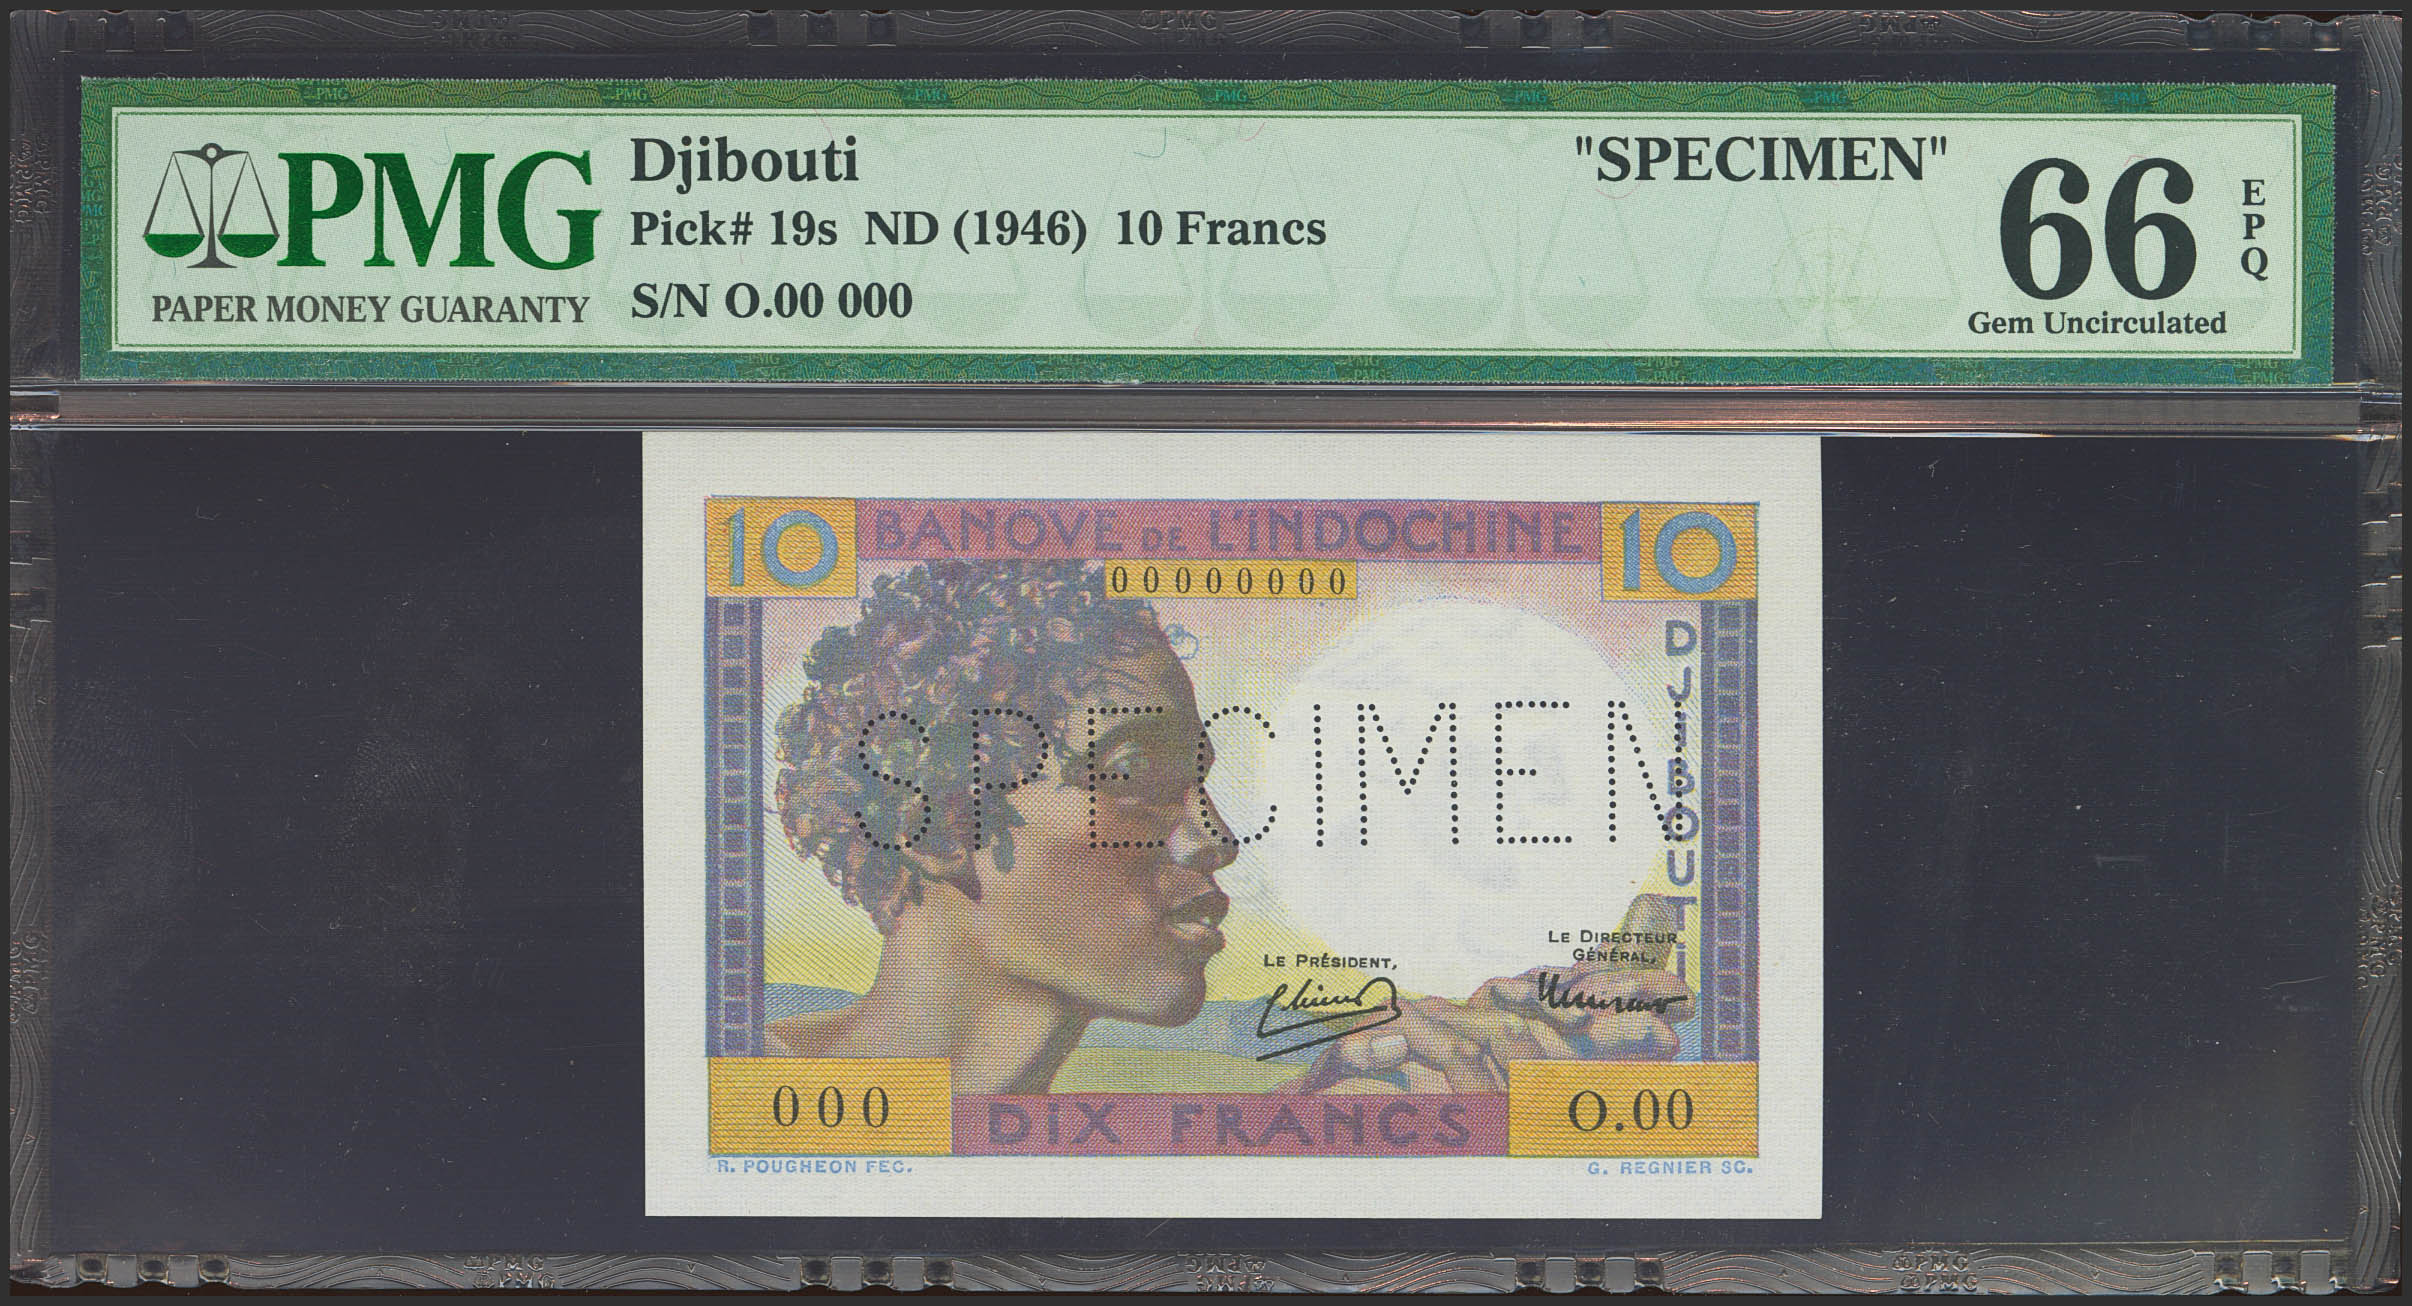 PMG
PAPER MONEY GUARANTY
Djibouti
Pick# 19s ND (1946) 10 Francs
S/N O.00 000
"SPECIMEN"
66
EPQ
Gem Uncirculated
10 BANQUE DE L'INDOCHINE 10
00000000
DJIBOUTI
SPECIMEN
LE PRÉSIDENT,
LE DIRECTEUR
GÉNÉRAL,
000
DIX FRANCS
O.00
R. POUGHEON FEC.
G. REGNIER SC.